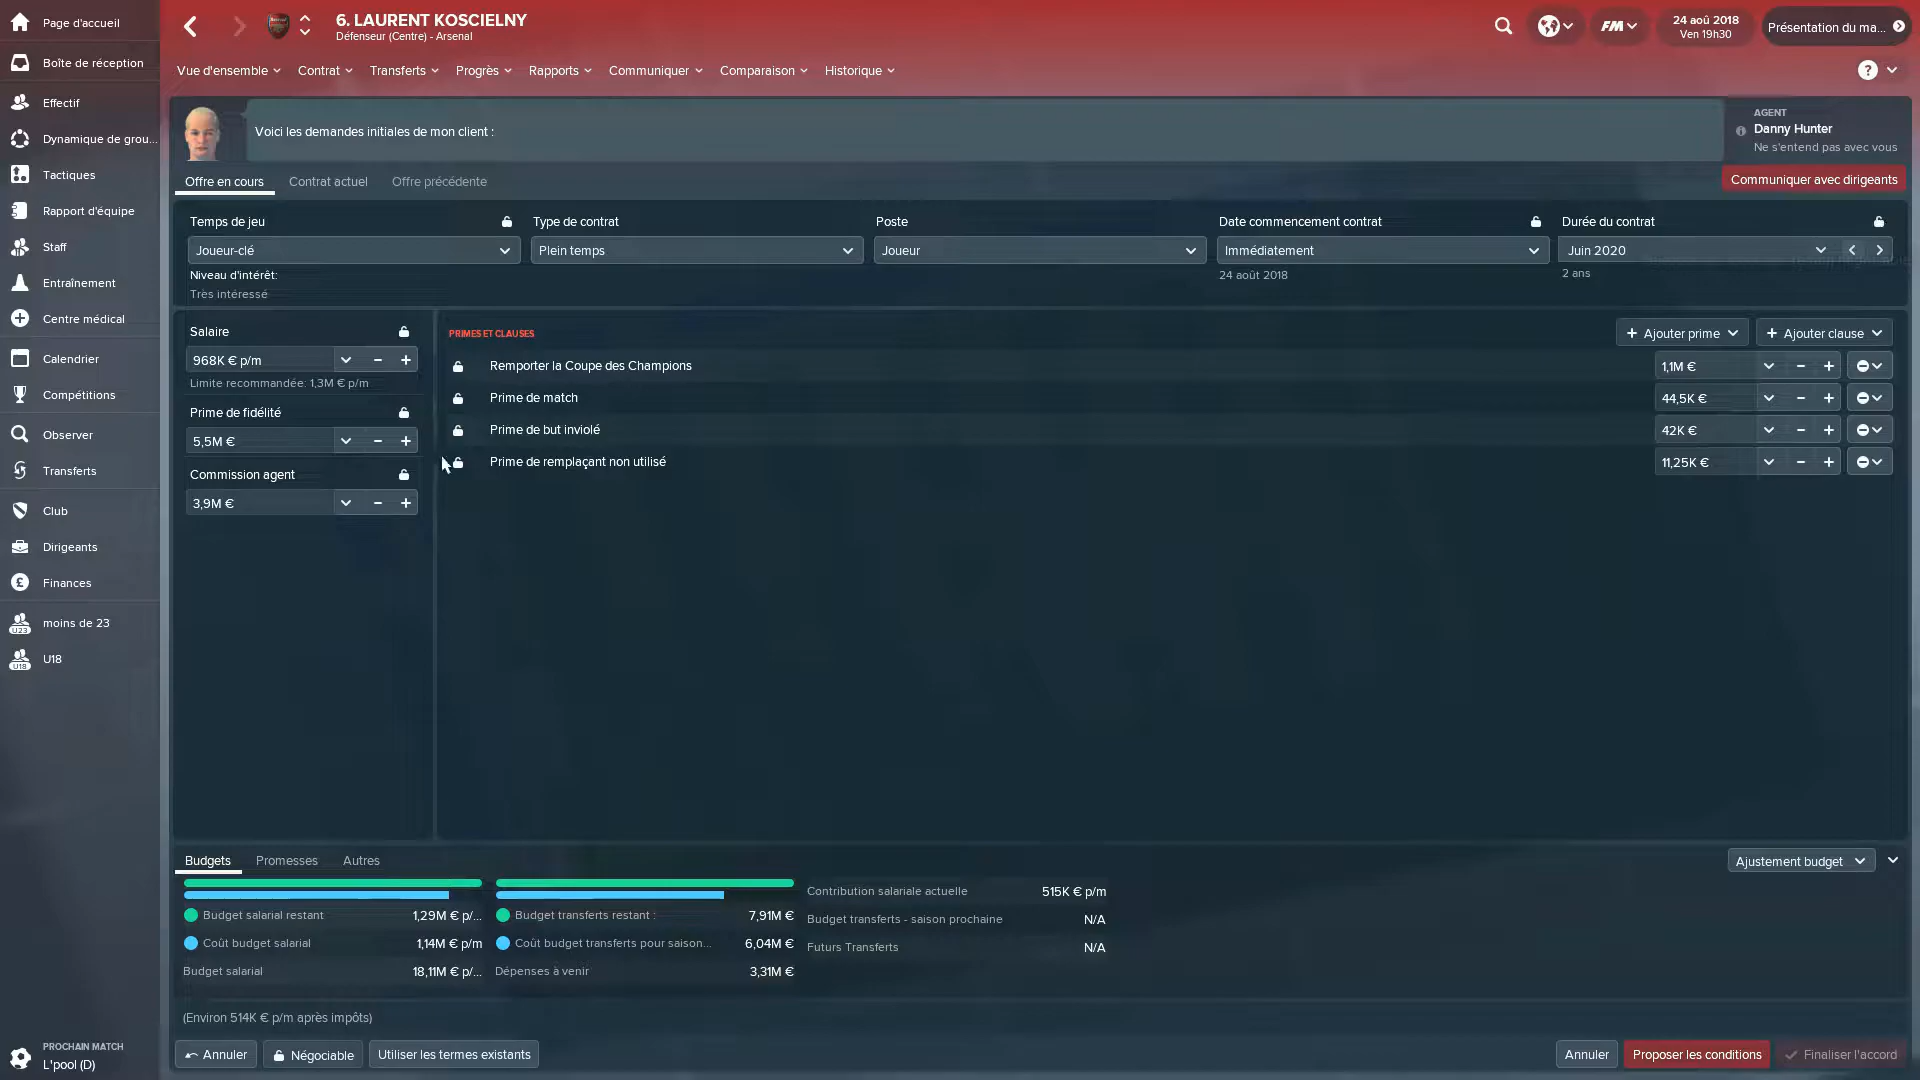 Page d'accueil
Boîte de réception
Effectif
Dynamique de grou...
Tactiques
Rapport d'équipe
Staff
Entraînement
Centre médical
Calendrier
Compétitions
Observer
Transferts
Club
Dirigeants
Finances
U23
moins de 23
U18
U18
PROCHAIN MATCH
L'pool (D)
6. LAURENT KOSCIELNY
Défenseur (Centre) - Arsenal
FM
24 aoû 2018
Ven 19h30
Présentation du ma...
Vue d'ensemble
Contrat
Transferts
Progrès
Rapports
Communiquer
Comparaison
Historique
?
Voici les demandes initiales de mon client :
AGENT
Danny Hunter
Ne s'entend pas avec vous
Offre en cours
Contrat actuel
Offre précédente
Communiquer avec dirigeants
Temps de jeu
Joueur-clé
Niveau d'intérêt:
Très intéressé
Type de contrat
Plein temps
Poste
Joueur
Date commencement contrat
Immédiatement
24 août 2018
Durée du contrat
Juin 2020
2 ans
Salaire
968K € p/m
Limite recommandée: 1,3M € p/m
Prime de fidélité
5,5M €
Commission agent
3,9M €
PRIMES ET CLAUSES
+ Ajouter prime
+ Ajouter clause
Remporter la Coupe des Champions 1,1M €
Prime de match 44,5K €
Prime de but inviolé 42K €
Prime de remplaçant non utilisé 11,25K €
Budgets
Promesses
Autres
Ajustement budget
Budget salarial restant 1,29M € p/...
Coût budget salarial 1,14M € p/m
Budget salarial 18,11M € p/...
Budget transferts restant : 7,91M €
Coût budget transferts pour saison... 6,04M €
Dépenses à venir 3,31M €
Contribution salariale actuelle 515K € p/m
Budget transferts - saison prochaine N/A
Futurs Transferts N/A
(Environ 514K € p/m après impôts)
Annuler
Négociable
Utiliser les termes existants
Annuler
Proposer les conditions
Finaliser l'accord